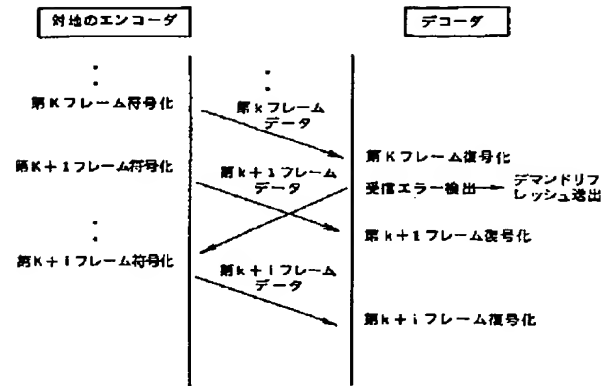 対地のエンコーダ
デコーダ
第Kフレーム符号化
第kフレーム
データ
第Kフレーム復号化
第K+1フレーム符号化
第k+1フレーム
データ
受信エラー検出
デマンドリフ
レッシュ送出
第k+1フレーム復号化
第K+iフレーム符号化
第k+iフレーム
データ
第k+iフレーム復号化